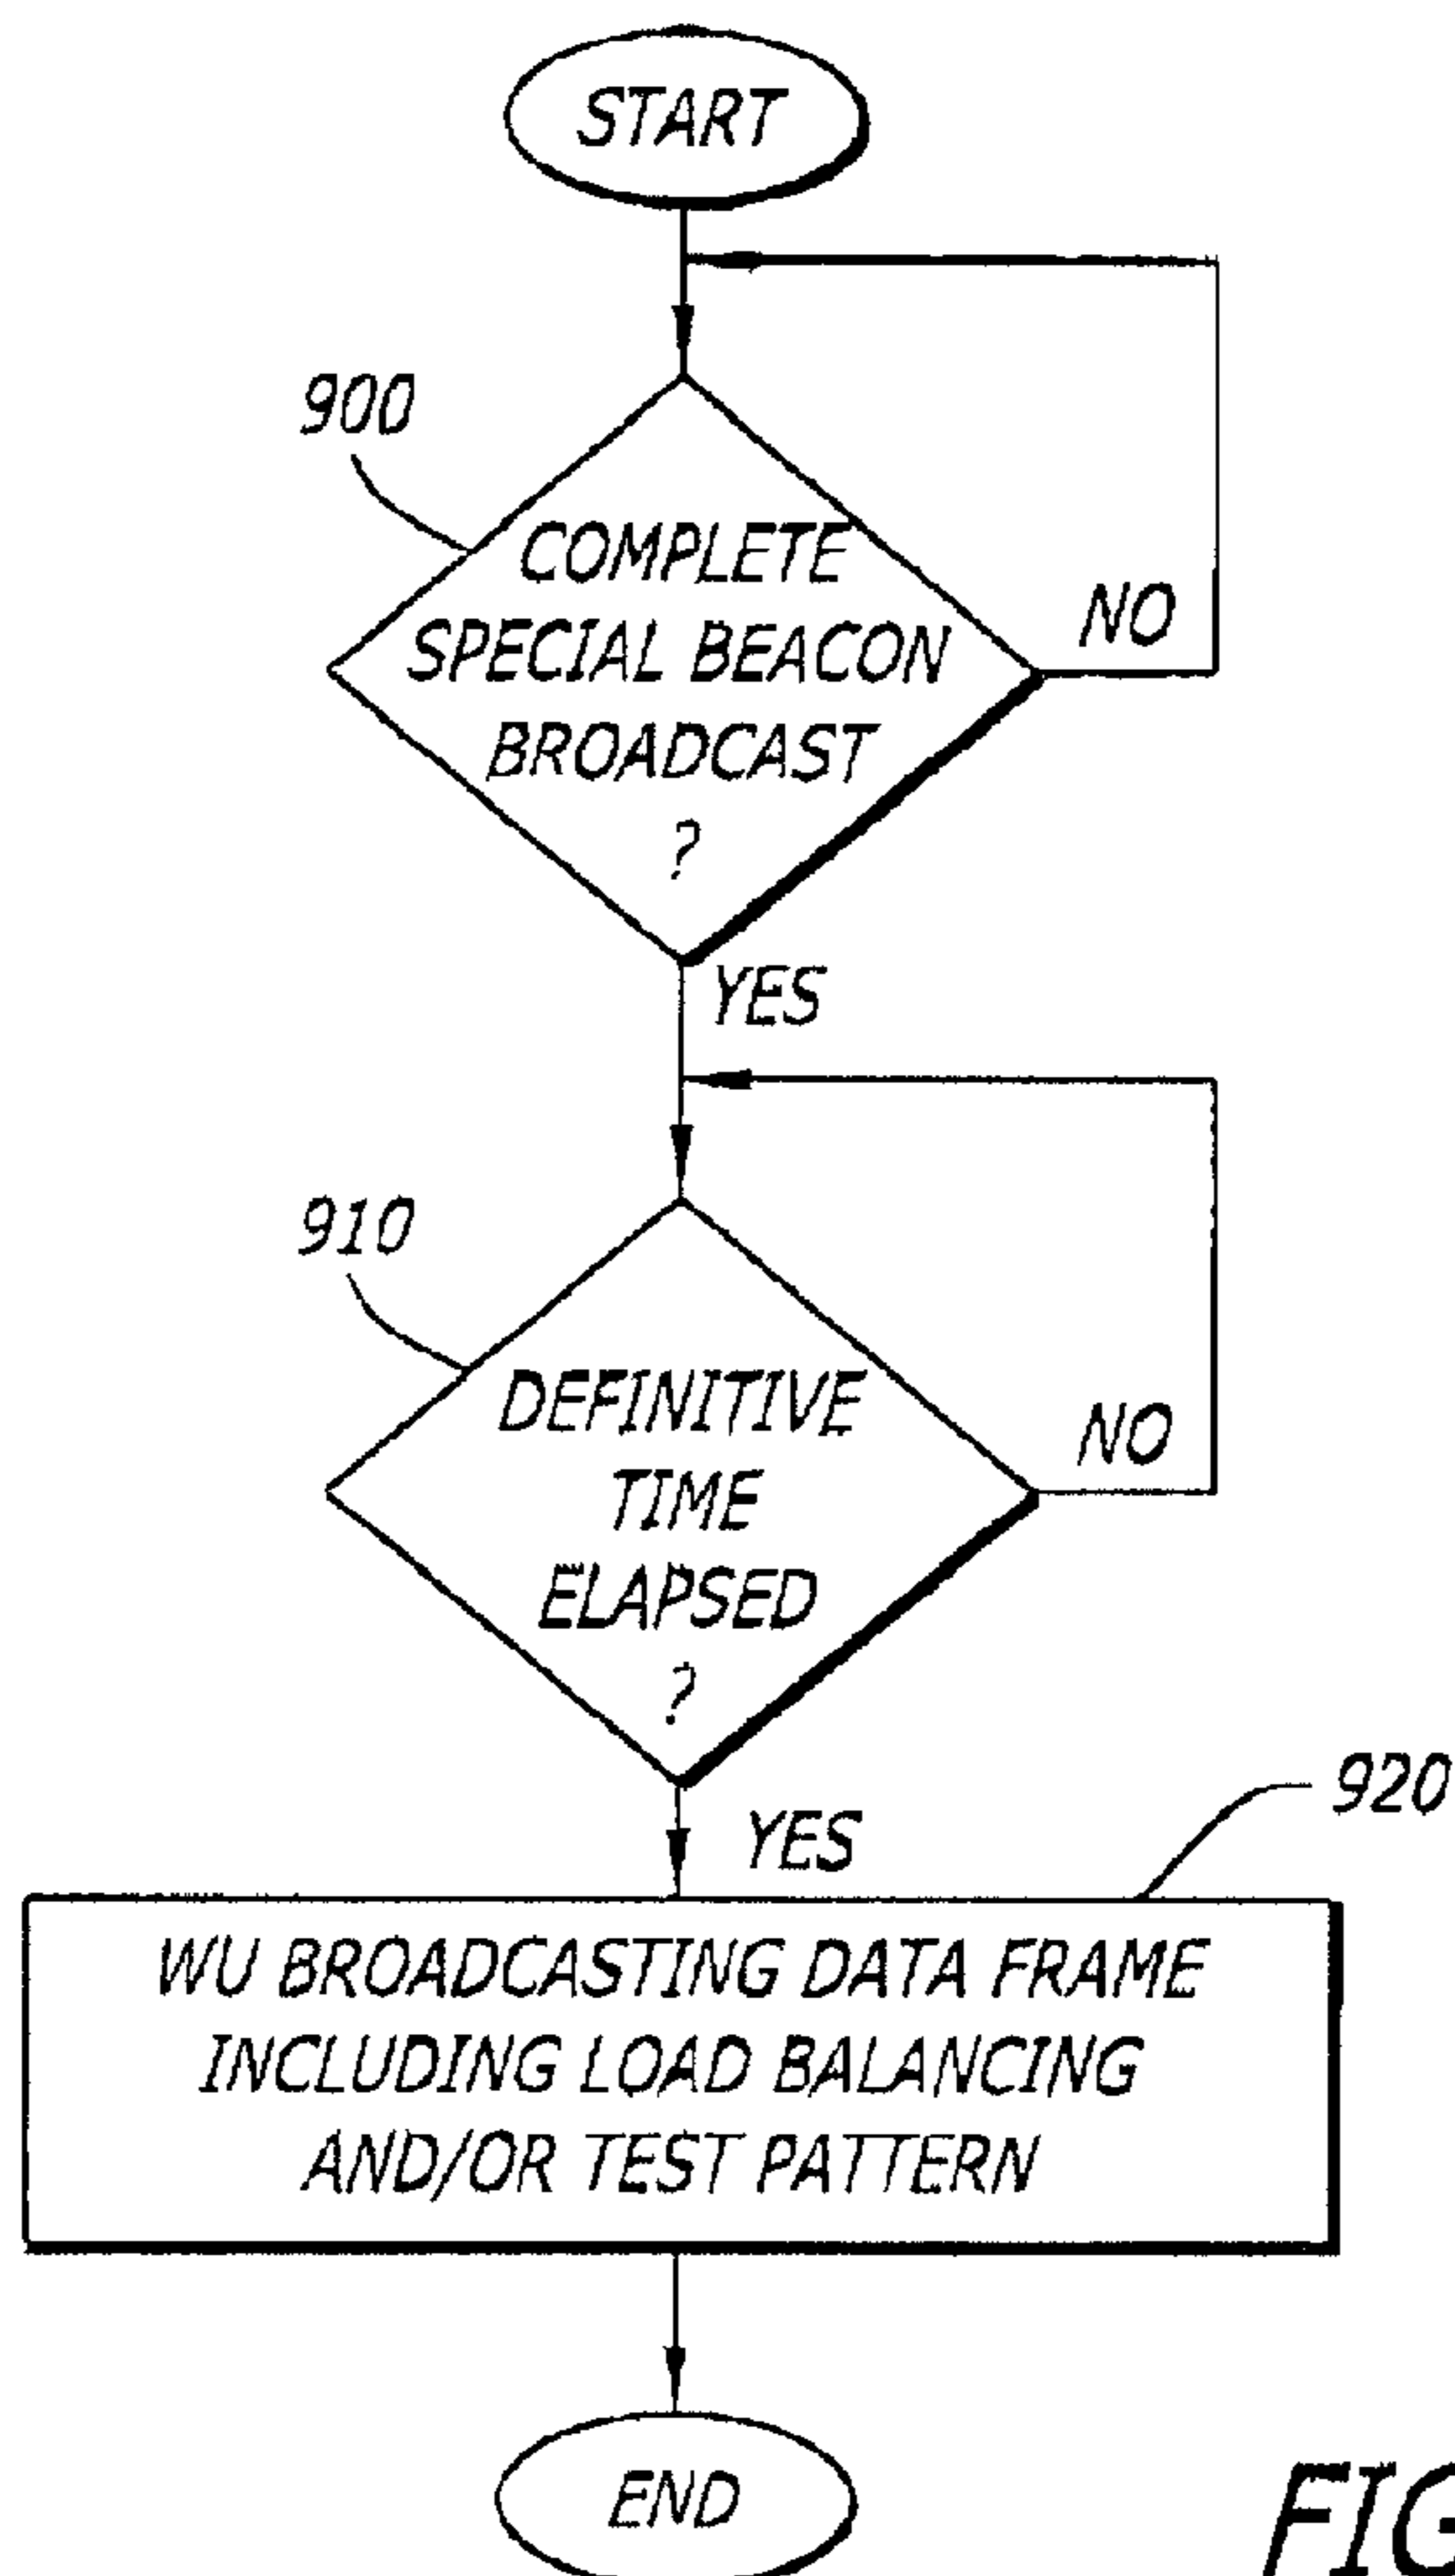 START
900
COMPLETE
SPECIAL BEACON
BROADCAST
?
NO
YES
910
DEFINITIVE
TIME
ELAPSED
?
NO
YES
920
WU BROADCASTING DATA FRAME
INCLUDING LOAD BALANCING
AND/OR TEST PATTERN
END
FIG